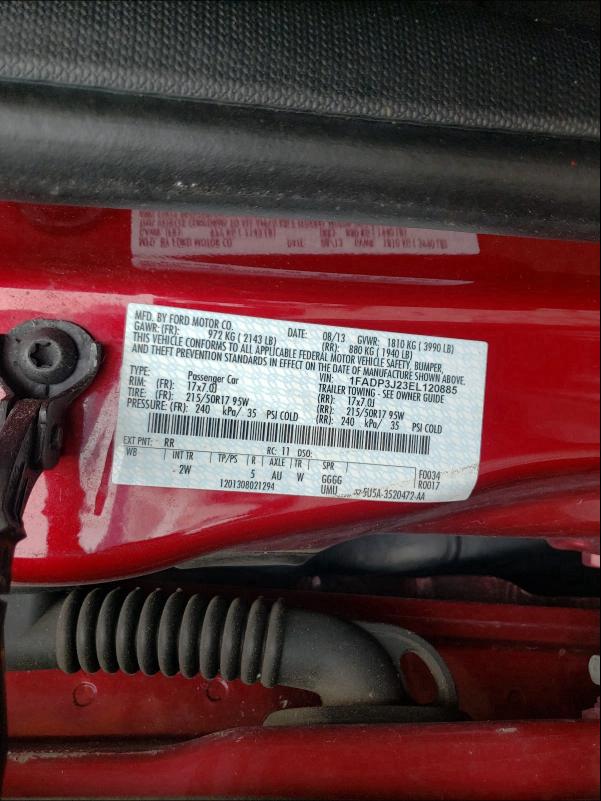 MFD. BY FORD MOTOR CO. DATE: 08/13 GVWR: 1810 KG ( 3990 LB)
GAWR: (FR): 972 KG ( 2143 LB) (RR): 880 KG ( 1940 LB)
THIS VEHICLE CONFORMS TO ALL APPLICABLE FEDERAL MOTOR VEHICLE SAFETY, BUMPER,
AND THEFT PREVENTION STANDARDS IN EFFECT ON THE DATE OF MANUFACTURE SHOWN ABOVE.
VIN: 1FADP3J23EL120885
TYPE: Passenger Car TRAILER TOWING - SEE OWNER GUIDE
RIM: (FR): 17x7.0J (RR): 17x7.0J
TIRE: (FR): 215/50R17 95W (RR): 215/50R17 95W
PRESSURE: (FR): 240 kPa/ 35 PSI COLD (RR): 240 kPa/ 35 PSI COLD
EXT PNT: RR RC: 11 DSO:
WB INT TR TP/PS R AXLE TR SPR F0034
2W 5 AU W GGGG R0017
1201308021294 UMU 5U5A-3520472-AA